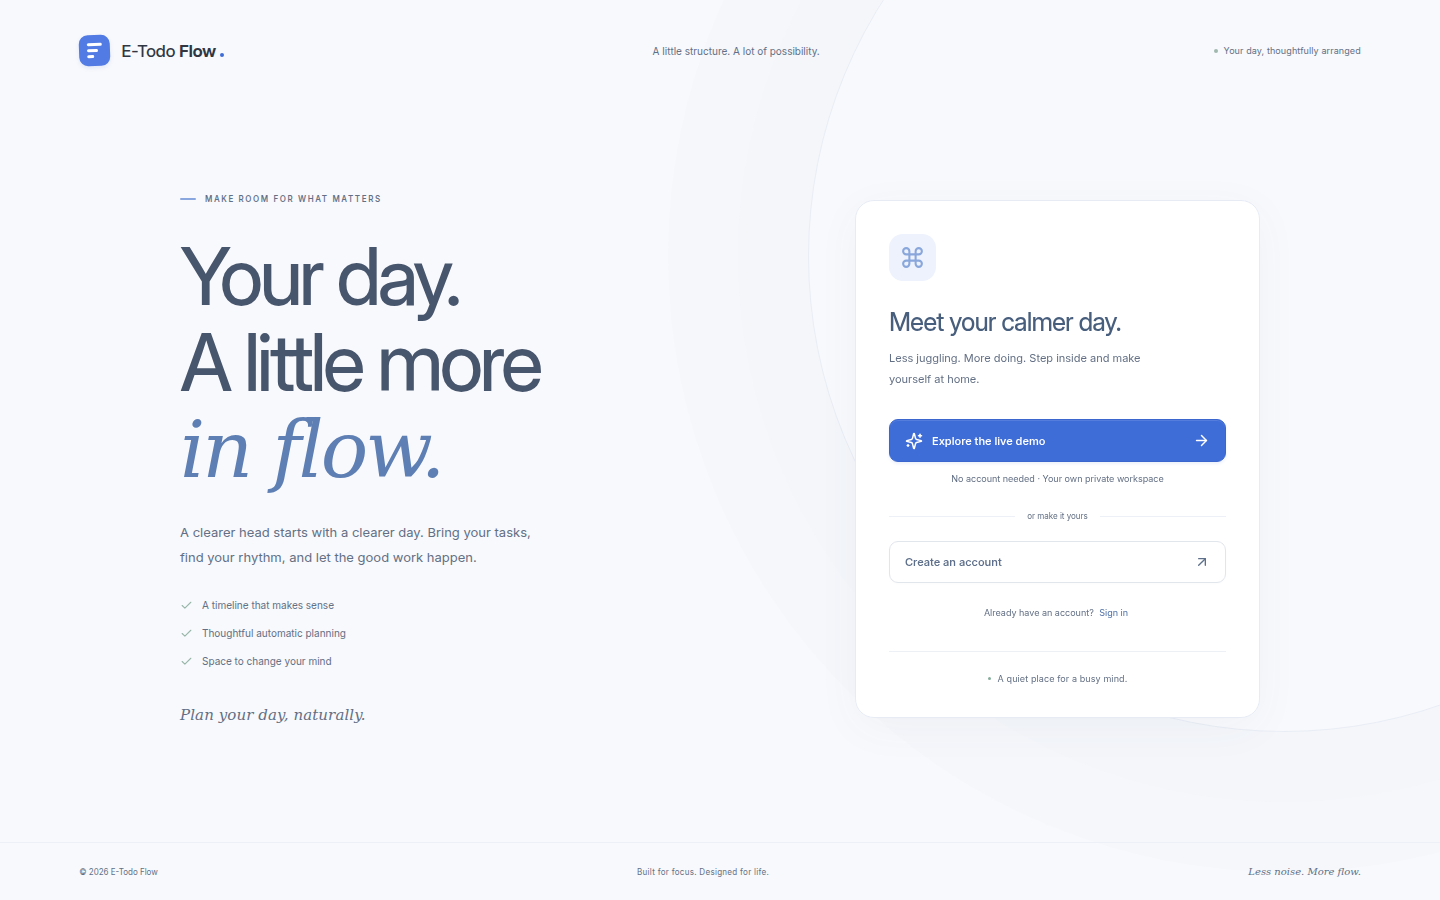 E-Todo Flow.
A little structure. A lot of possibility.
Your day, thoughtfully arranged
MAKE ROOM FOR WHAT MATTERS
Your day.
A little more
in flow.
A clearer head starts with a clearer day. Bring your tasks,
find your rhythm, and let the good work happen.
A timeline that makes sense
Thoughtful automatic planning
Space to change your mind
Plan your day, naturally.
Meet your calmer day.
Less juggling. More doing. Step inside and make
yourself at home.
Explore the live demo
No account needed · Your own private workspace
or make it yours
Create an account
Already have an account? Sign in
A quiet place for a busy mind.
© 2026 E-Todo Flow
Built for focus. Designed for life.
Less noise. More flow.